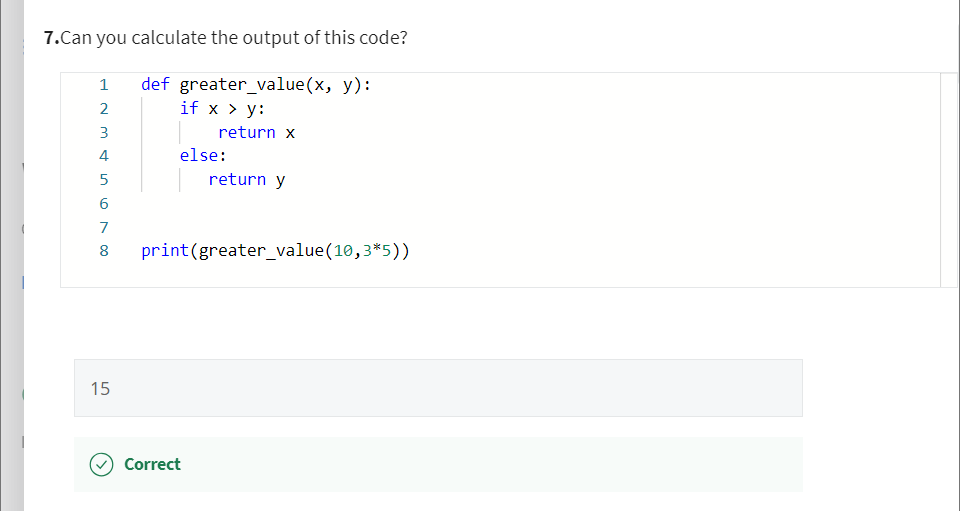 7.Can you calculate the output of this code?
1 def greater_value(x, y):
2 if x > y:
3 return x
4 else:
5 return y
6
7
8 print(greater_value(10,3*5))
15
Correct